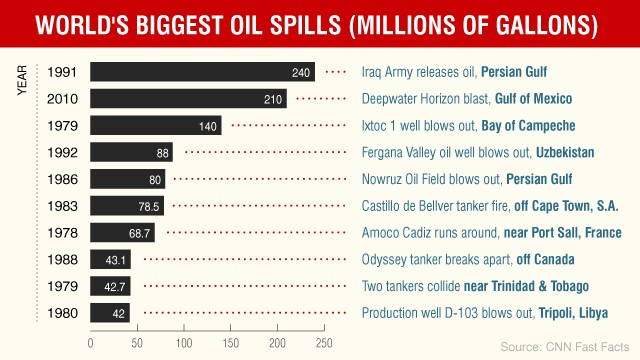 WORLD'S BIGGEST OIL SPILLS (MILLIONS OF GALLONS)
YEAR
1991 240 Iraq Army releases oil, Persian Gulf
2010 210 Deepwater Horizon blast, Gulf of Mexico
1979 140 Ixtoc 1 well blows out, Bay of Campeche
1992 88 Fergana Valley oil well blows out, Uzbekistan
1986 80 Nowruz Oil Field blows out, Persian Gulf
1983 78.5 Castillo de Bellver tanker fire, off Cape Town, S.A.
1978 68.7 Amoco Cadiz runs around, near Port Sall, France
1988 43.1 Odyssey tanker breaks apart, off Canada
1979 42.7 Two tankers collide near Trinidad & Tobago
1980 42 Production well D-103 blows out, Tripoli, Libya
0 50 100 150 200 250
Source: CNN Fast Facts